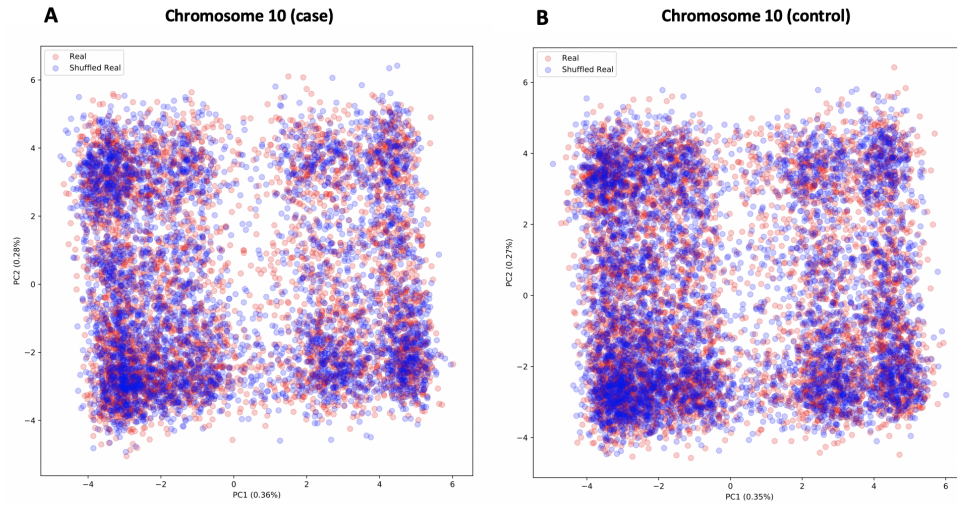 A
Chromosome 10 (case)
Real
Shuffled Real
6
4
2
0
−2
−4
PC2 (0.28%)
−4
−2
0
2
4
6
PC1 (0.36%)
B
Chromosome 10 (control)
Real
Shuffled Real
6
4
2
0
−2
−4
PC2 (0.27%)
−4
−2
0
2
4
6
PC1 (0.35%)